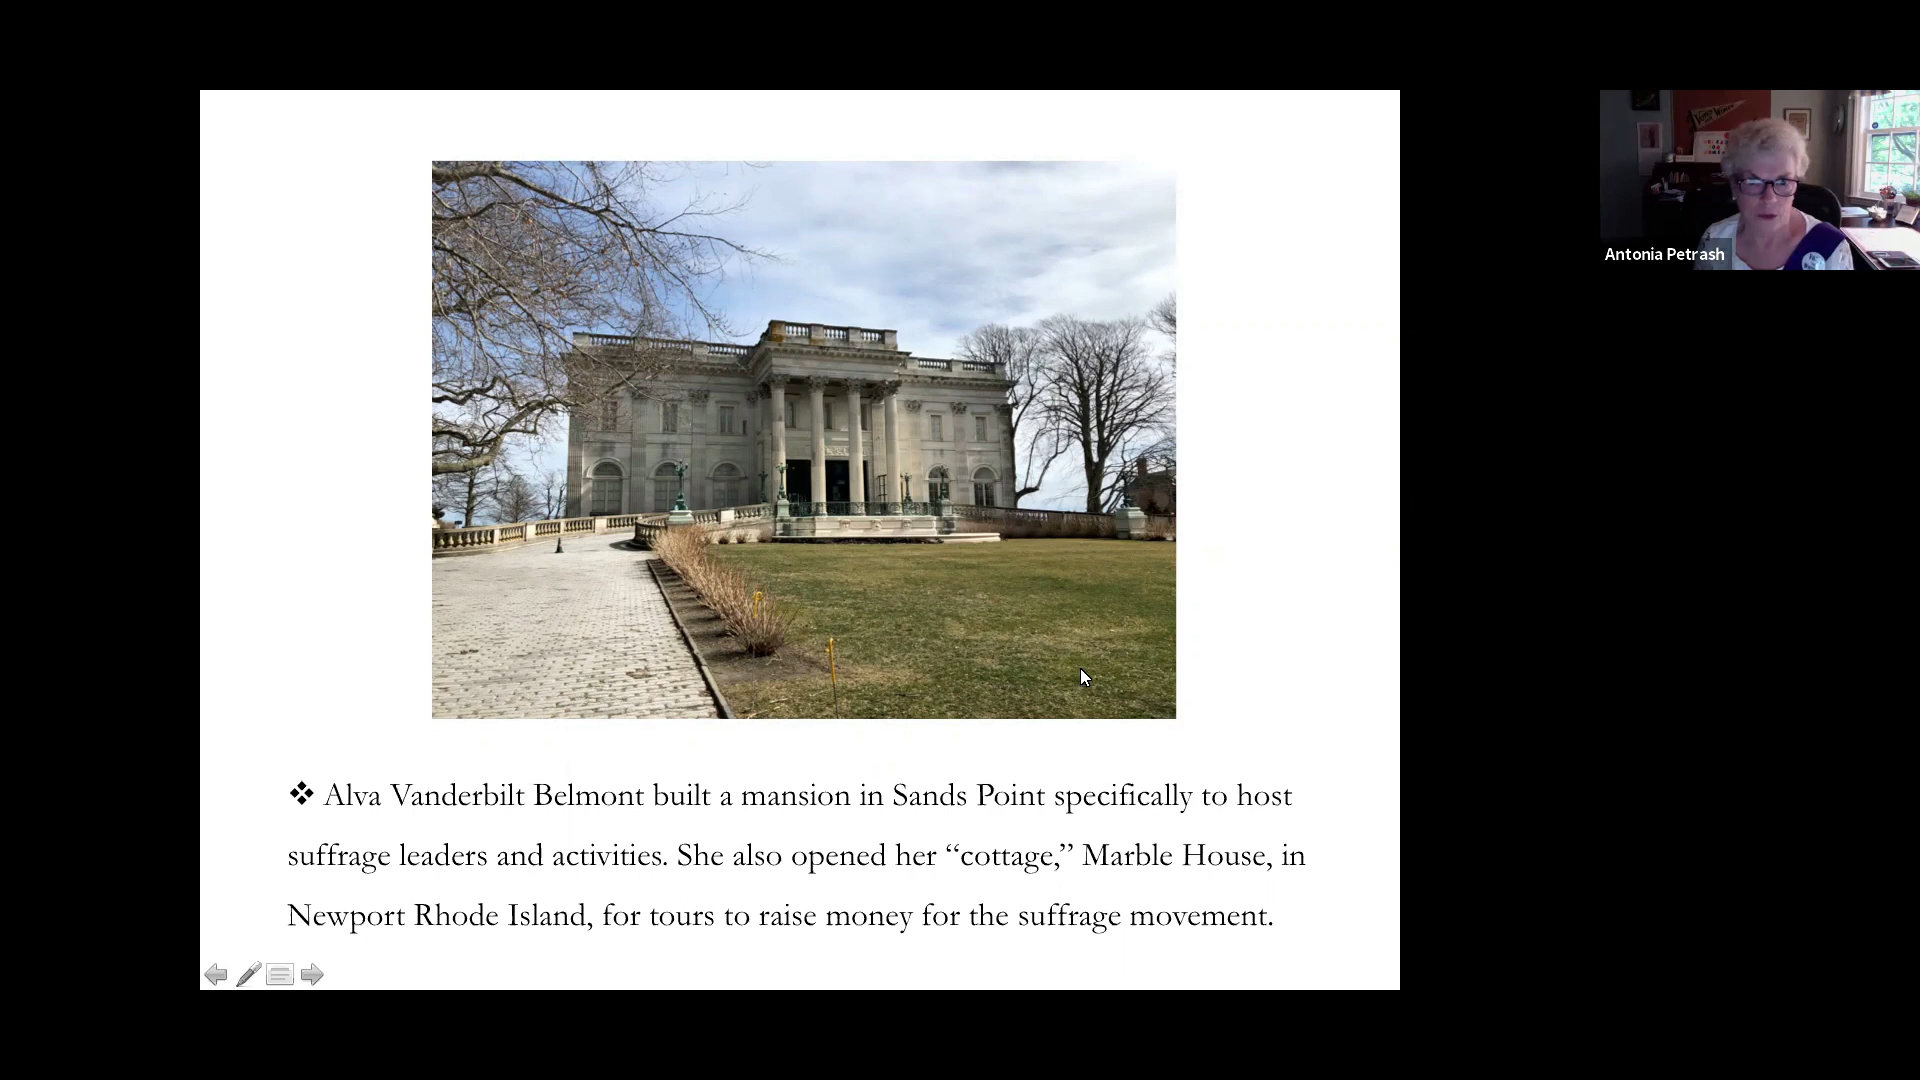 Antonia Petrash
❖ Alva Vanderbilt Belmont built a mansion in Sands Point specifically to host
suffrage leaders and activities. She also opened her “cottage,” Marble House, in
Newport Rhode Island, for tours to raise money for the suffrage movement.